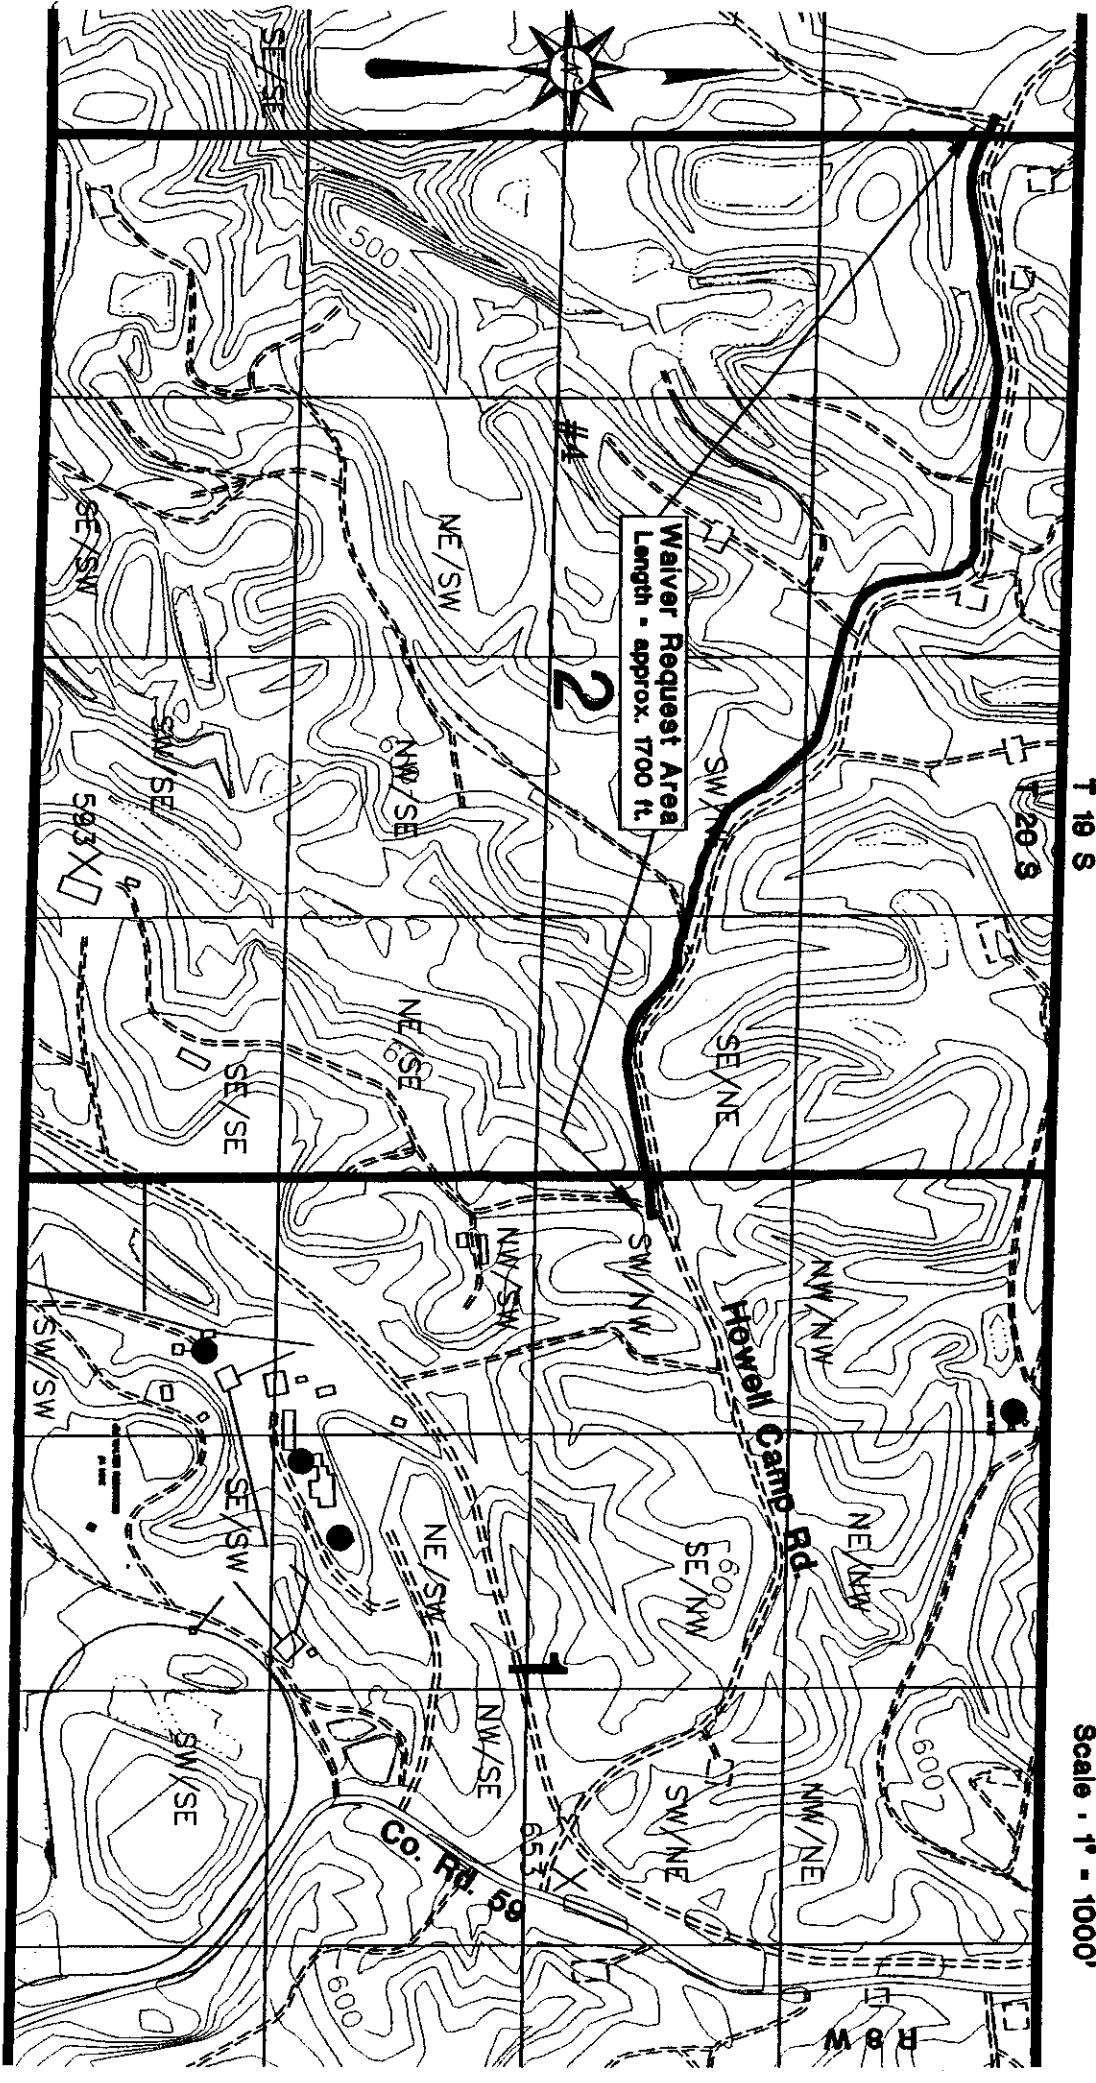 T 19 S
T 20 S
Scale : 1" = 1000'
R 8 W
N
SE/SE
500
#4
Waiver Request Area
Length = approx. 1700 ft.
2
NE/SW
SE/SW
NW/SE
SW/SE
593
SE/NE
NE/SE
SE/SE
NW/NW
SW/NW
NW/SW
SW/SW
Howell Camp Rd.
NE/NW
SE/NW
600
NE/SW
SE/SW
1
NW/NE
600
SW/NE
NW/SE
SW/SE
653
Co. Rd. 59
600